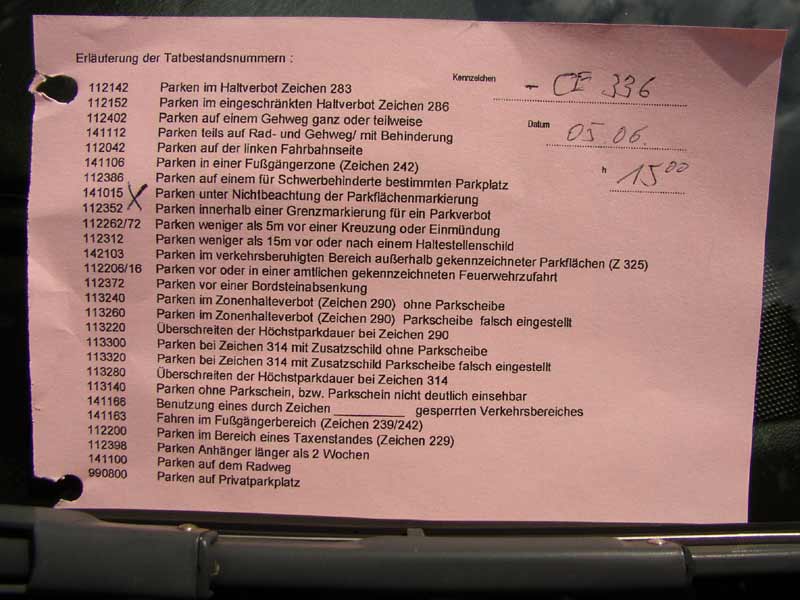 Erläuterung der Tatbestandsnummern :
Kennzeichen - CE 336
112142 Parken im Haltverbot Zeichen 283
112152 Parken im eingeschränkten Haltverbot Zeichen 286
112402 Parken auf einem Gehweg ganz oder teilweise
Datum 05.06.
141112 Parken teils auf Rad- und Gehweg/ mit Behinderung
112042 Parken auf der linken Fahrbahnseite
141106 Parken in einer Fußgängerzone (Zeichen 242)
h 15 00
112386 Parken auf einem für Schwerbehinderte bestimmten Parkplatz
141015 X Parken unter Nichtbeachtung der Parkflächenmarkierung
112352 Parken innerhalb einer Grenzmarkierung für ein Parkverbot
112262/72 Parken weniger als 5m vor einer Kreuzung oder Einmündung
112312 Parken weniger als 15m vor oder nach einem Haltestellenschild
142103 Parken im verkehrsberuhigten Bereich außerhalb gekennzeichneter Parkflächen (Z 325)
112206/16 Parken vor oder in einer amtlichen gekennzeichneten Feuerwehrzufahrt
112372 Parken vor einer Bordsteinabsenkung
113240 Parken im Zonenhalteverbot (Zeichen 290) ohne Parkscheibe
113260 Parken im Zonenhalteverbot (Zeichen 290) Parkscheibe falsch eingestellt
113220 Überschreiten der Höchstparkdauer bei Zeichen 290
113300 Parken bei Zeichen 314 mit Zusatzschild ohne Parkscheibe
113320 Parken bei Zeichen 314 mit Zusatzschild Parkscheibe falsch eingestellt
113280 Überschreiten der Höchstparkdauer bei Zeichen 314
113140 Parken ohne Parkschein, bzw. Parkschein nicht deutlich einsehbar
141166 Benutzung eines durch Zeichen __________ gesperrten Verkehrsbereiches
141163 Fahren im Fußgängerbereich (Zeichen 239/242)
112200 Parken im Bereich eines Taxenstandes (Zeichen 229)
112398 Parken Anhänger länger als 2 Wochen
141100 Parken auf dem Radweg
990800 Parken auf Privatparkplatz